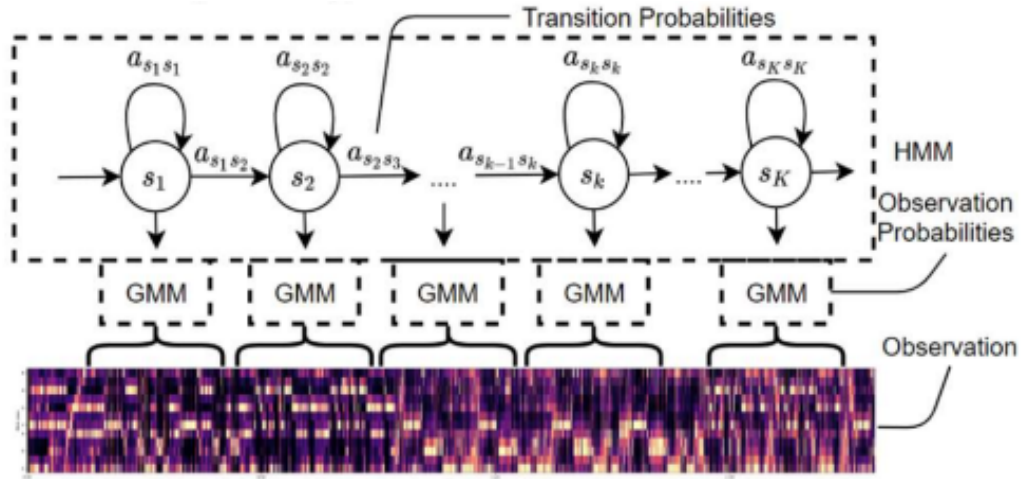 Transition Probabilities
a_{s_1 s_1} a_{s_2 s_2} a_{s_k s_k} a_{s_K s_K}
a_{s_1 s_2} a_{s_2 s_3} a_{s_{k-1} s_k}
s_1 s_2 .... s_k .... s_K
HMM
Observation
Probabilities
GMM GMM GMM GMM GMM
Observation